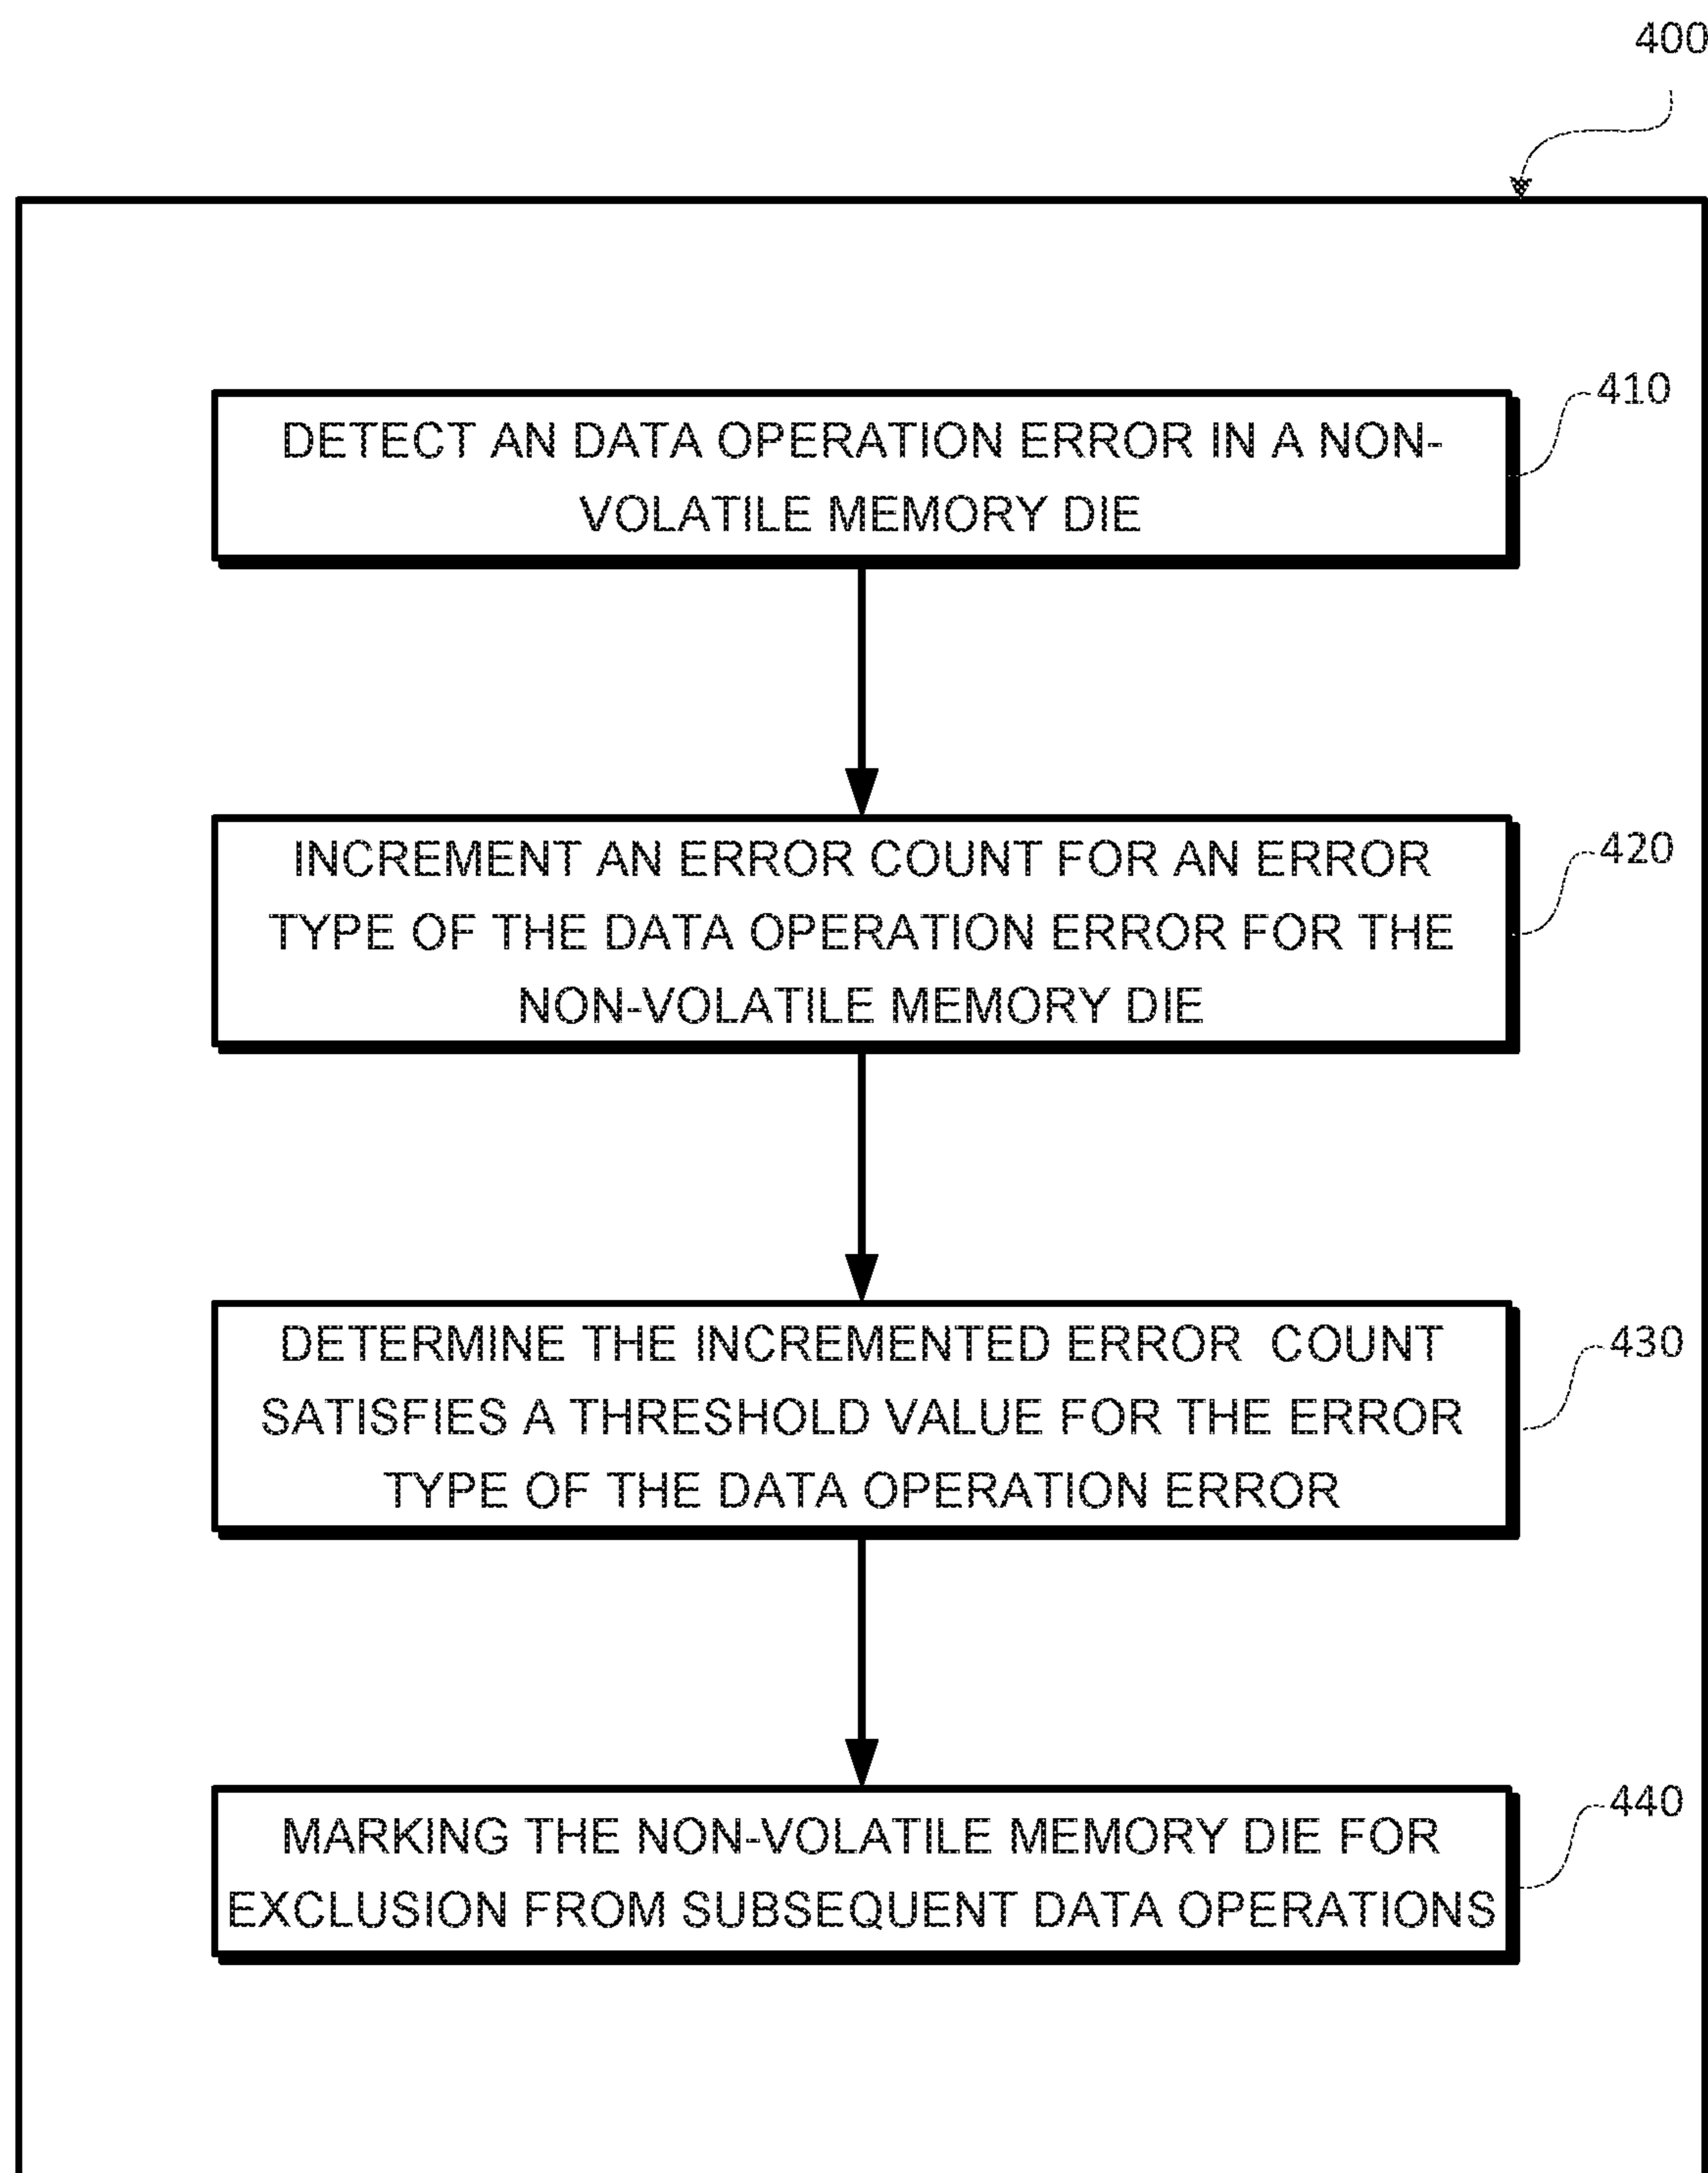 400
DETECT AN DATA OPERATION ERROR IN A NON-
VOLATILE MEMORY DIE
410
INCREMENT AN ERROR COUNT FOR AN ERROR
TYPE OF THE DATA OPERATION ERROR FOR THE
NON-VOLATILE MEMORY DIE
420
DETERMINE THE INCREMENTED ERROR COUNT
SATISFIES A THRESHOLD VALUE FOR THE ERROR
TYPE OF THE DATA OPERATION ERROR
430
MARKING THE NON-VOLATILE MEMORY DIE FOR
EXCLUSION FROM SUBSEQUENT DATA OPERATIONS
440